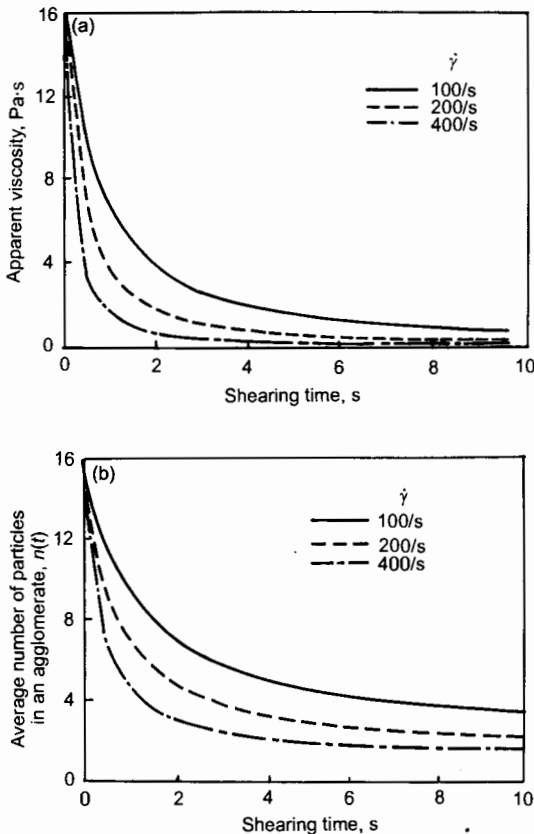 (a)
16
12
8
4
0
Apparent viscosity, Pa·s
γ̇
100/s
200/s
400/s
0 2 4 6 8 10
Shearing time, s
(b)
16
12
8
4
0
Average number of particles
in an agglomerate, n(t)
γ̇
100/s
200/s
400/s
0 2 4 6 8 10
Shearing time, s